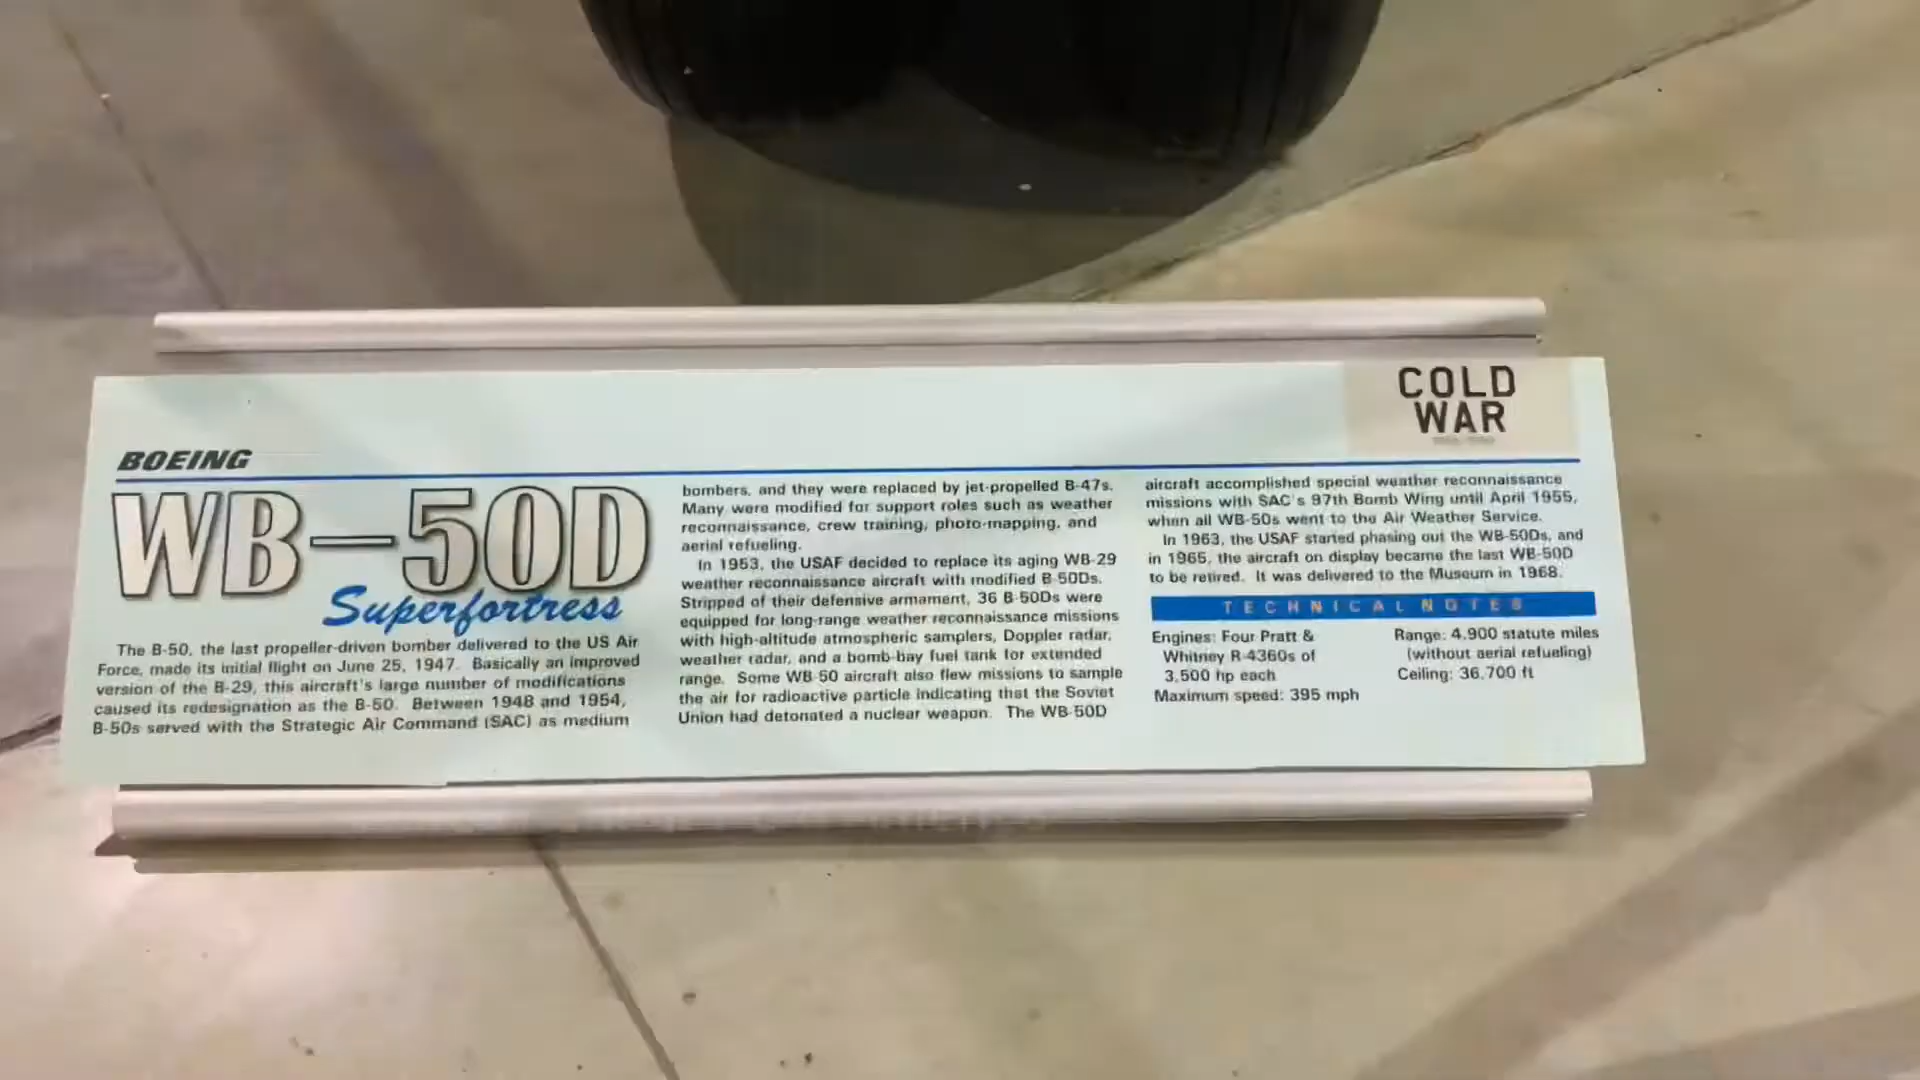 COLD
WAR
BOEING
WB-50D
Superfortress
The B-50, the last propeller-driven bomber delivered to the US Air
Force, made its initial flight on June 25, 1947. Basically an improved
version of the B-29, this aircraft's large number of modifications
caused its redesignation as the B-50. Between 1948 and 1954,
B-50s served with the Strategic Air Command (SAC) as medium
bombers, and they were replaced by jet-propelled B-47s.
Many were modified for support roles such as weather
reconnaissance, crew training, photo-mapping, and
aerial refueling.
In 1953, the USAF decided to replace its aging WB-29
weather reconnaissance aircraft with modified B-50Ds.
Stripped of their defensive armament, 36 B-50Ds were
equipped for long-range weather reconnaissance missions
with high-altitude atmospheric samplers, Doppler radar,
weather radar, and a bomb-bay fuel tank for extended
range. Some WB-50 aircraft also flew missions to sample
the air for radioactive particle indicating that the Soviet
Union had detonated a nuclear weapon. The WB-50D
aircraft accomplished special weather reconnaissance
missions with SAC's 97th Bomb Wing until April 1955,
when all WB-50s went to the Air Weather Service.
In 1963, the USAF started phasing out the WB-50Ds, and
in 1965, the aircraft on display became the last WB-50D
to be retired. It was delivered to the Museum in 1968.
TECHNICAL NOTES
Engines: Four Pratt &
Whitney R-4360s of
3,500 hp each
Maximum speed: 395 mph
Range: 4,900 statute miles
(without aerial refueling)
Ceiling: 36,700 ft